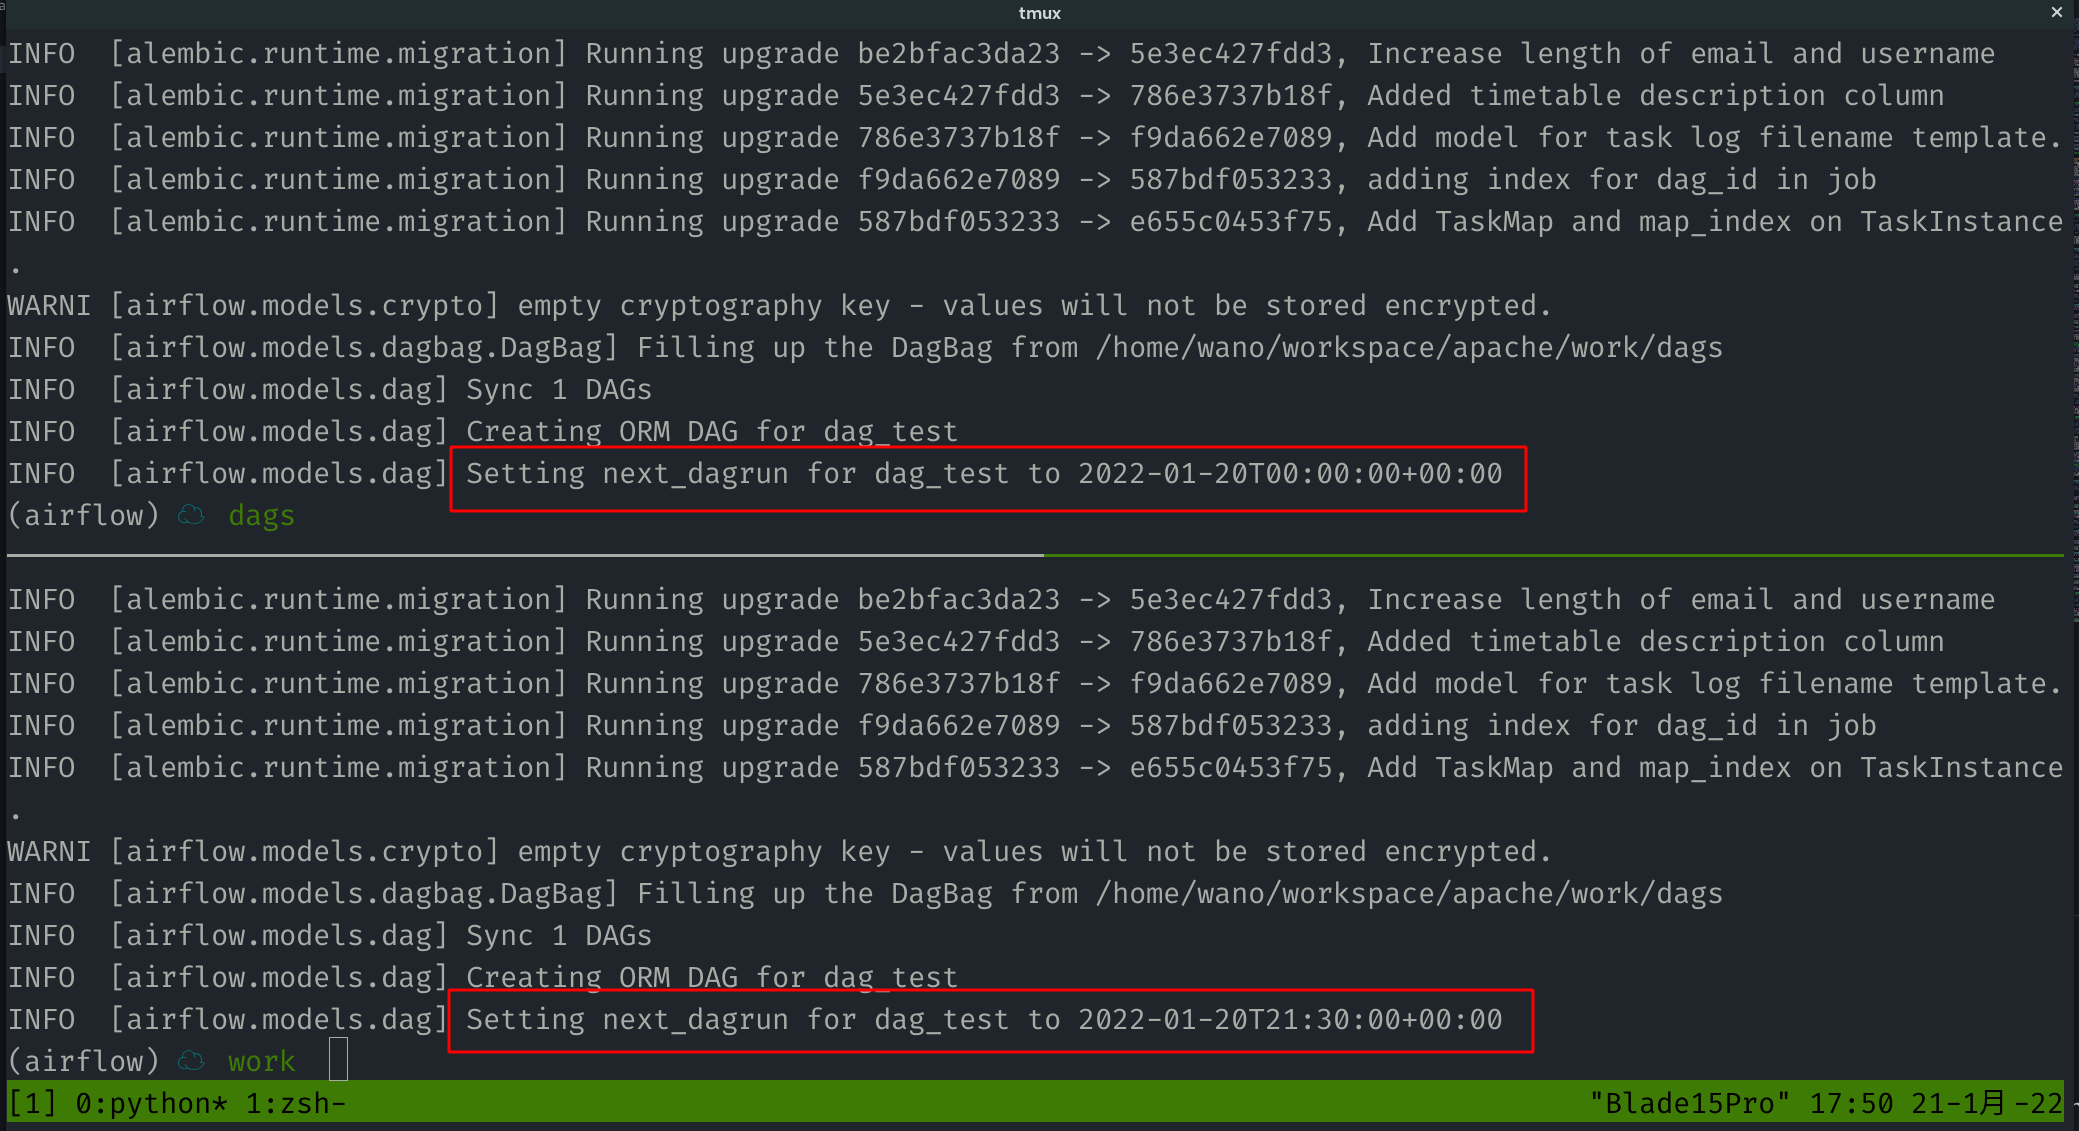 tmux
INFO  [alembic.runtime.migration] Running upgrade be2bfac3da23 -> 5e3ec427fdd3, Increase length of email and username
INFO  [alembic.runtime.migration] Running upgrade 5e3ec427fdd3 -> 786e3737b18f, Added timetable description column
INFO  [alembic.runtime.migration] Running upgrade 786e3737b18f -> f9da662e7089, Add model for task log filename template.
INFO  [alembic.runtime.migration] Running upgrade f9da662e7089 -> 587bdf053233, adding index for dag_id in job
INFO  [alembic.runtime.migration] Running upgrade 587bdf053233 -> e655c0453f75, Add TaskMap and map_index on TaskInstance
.
WARNI [airflow.models.crypto] empty cryptography key - values will not be stored encrypted.
INFO  [airflow.models.dagbag.DagBag] Filling up the DagBag from /home/wano/workspace/apache/work/dags
INFO  [airflow.models.dag] Sync 1 DAGs
INFO  [airflow.models.dag] Creating ORM DAG for dag_test
INFO  [airflow.models.dag] Setting next_dagrun for dag_test to 2022-01-20T00:00:00+00:00
(airflow) dags
INFO  [alembic.runtime.migration] Running upgrade be2bfac3da23 -> 5e3ec427fdd3, Increase length of email and username
INFO  [alembic.runtime.migration] Running upgrade 5e3ec427fdd3 -> 786e3737b18f, Added timetable description column
INFO  [alembic.runtime.migration] Running upgrade 786e3737b18f -> f9da662e7089, Add model for task log filename template.
INFO  [alembic.runtime.migration] Running upgrade f9da662e7089 -> 587bdf053233, adding index for dag_id in job
INFO  [alembic.runtime.migration] Running upgrade 587bdf053233 -> e655c0453f75, Add TaskMap and map_index on TaskInstance
.
WARNI [airflow.models.crypto] empty cryptography key - values will not be stored encrypted.
INFO  [airflow.models.dagbag.DagBag] Filling up the DagBag from /home/wano/workspace/apache/work/dags
INFO  [airflow.models.dag] Sync 1 DAGs
INFO  [airflow.models.dag] Creating ORM DAG for dag_test
INFO  [airflow.models.dag] Setting next_dagrun for dag_test to 2022-01-20T21:30:00+00:00
(airflow) work
[1] 0:python* 1:zsh- "Blade15Pro" 17:50 21-1月-22